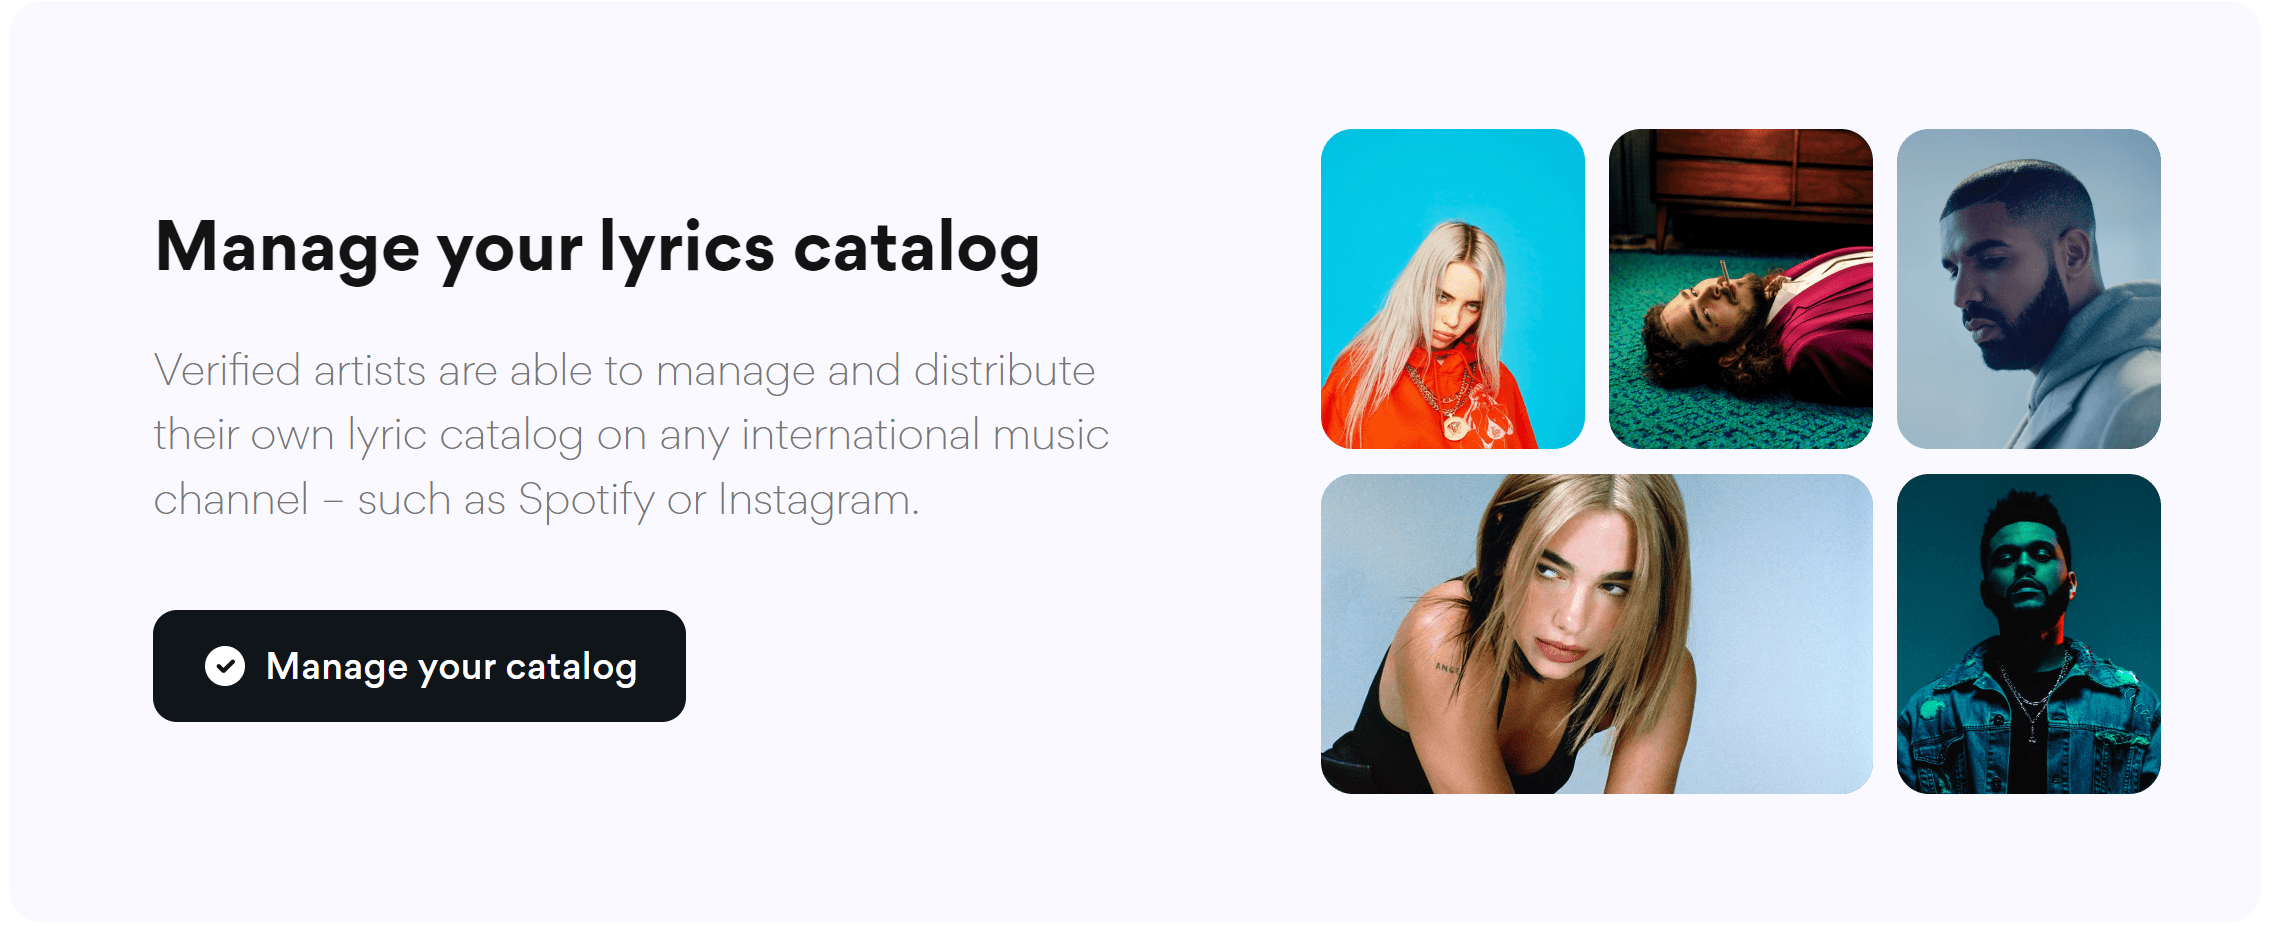 Manage your lyrics catalog
Verified artists are able to manage and distribute
their own lyric catalog on any international music
channel – such as Spotify or Instagram.
Manage your catalog